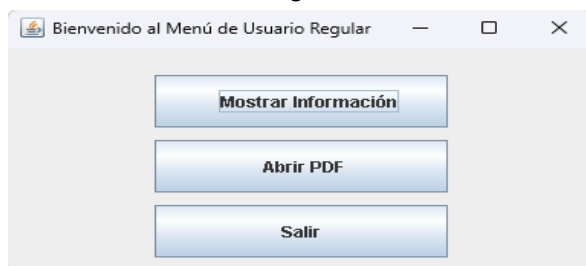 Bienvenido al Menú de Usuario Regular
Mostrar Información
Abrir PDF
Salir